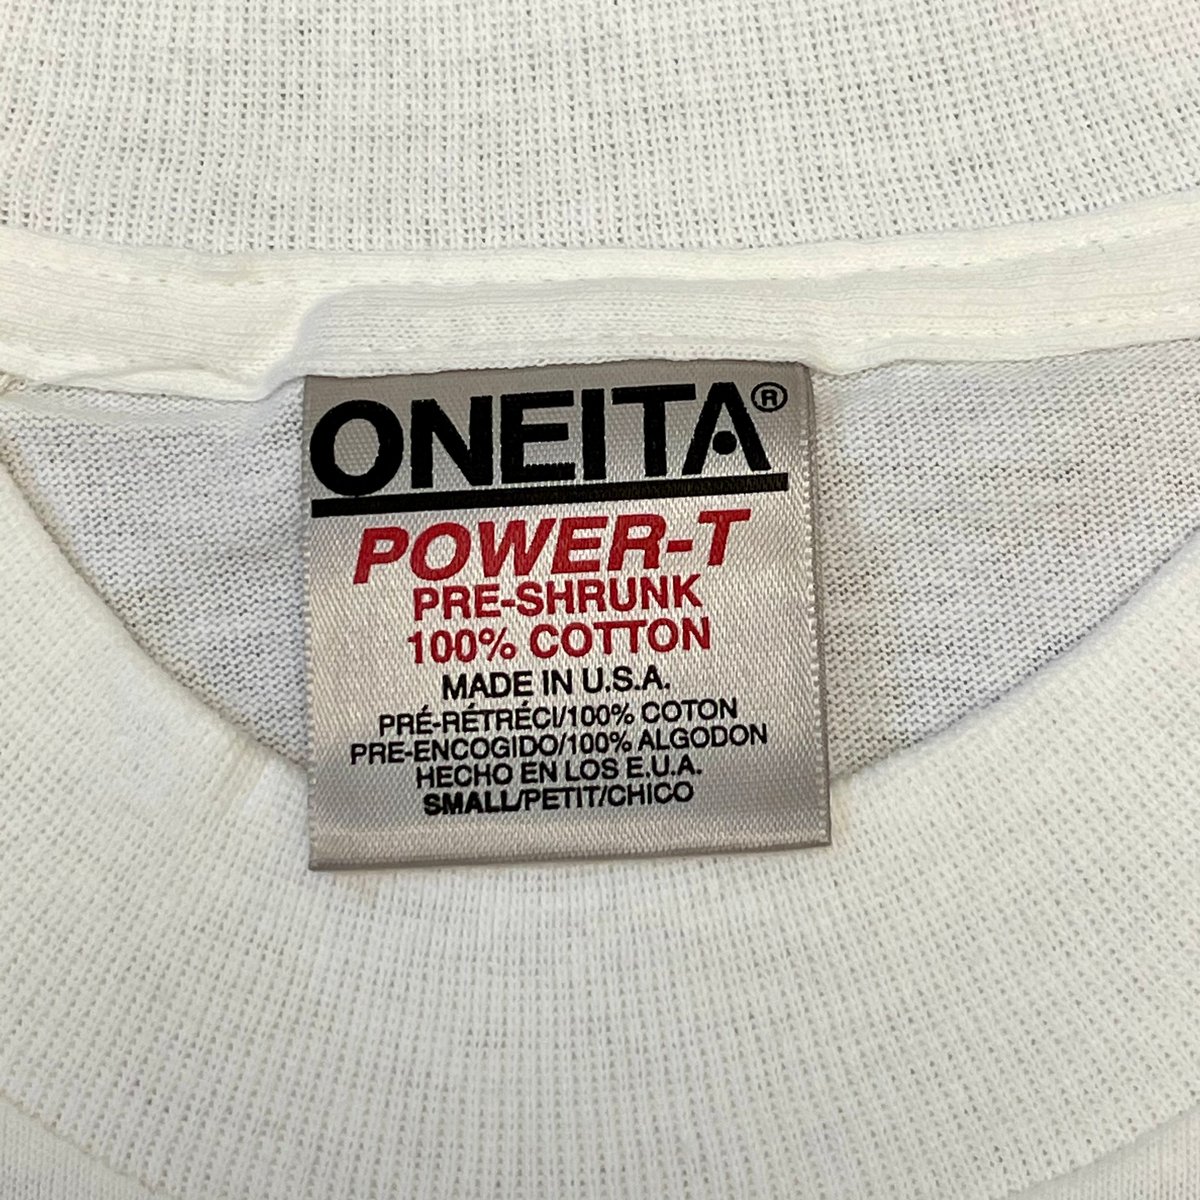 ONEITA®
POWER-T
PRE-SHRUNK
100% COTTON
MADE IN U.S.A.
PRÉ-RÉTRÉCI/100% COTON
PRE-ENCOGIDO/100% ALGODON
HECHO EN LOS E.U.A.
SMALL/PETIT/CHICO